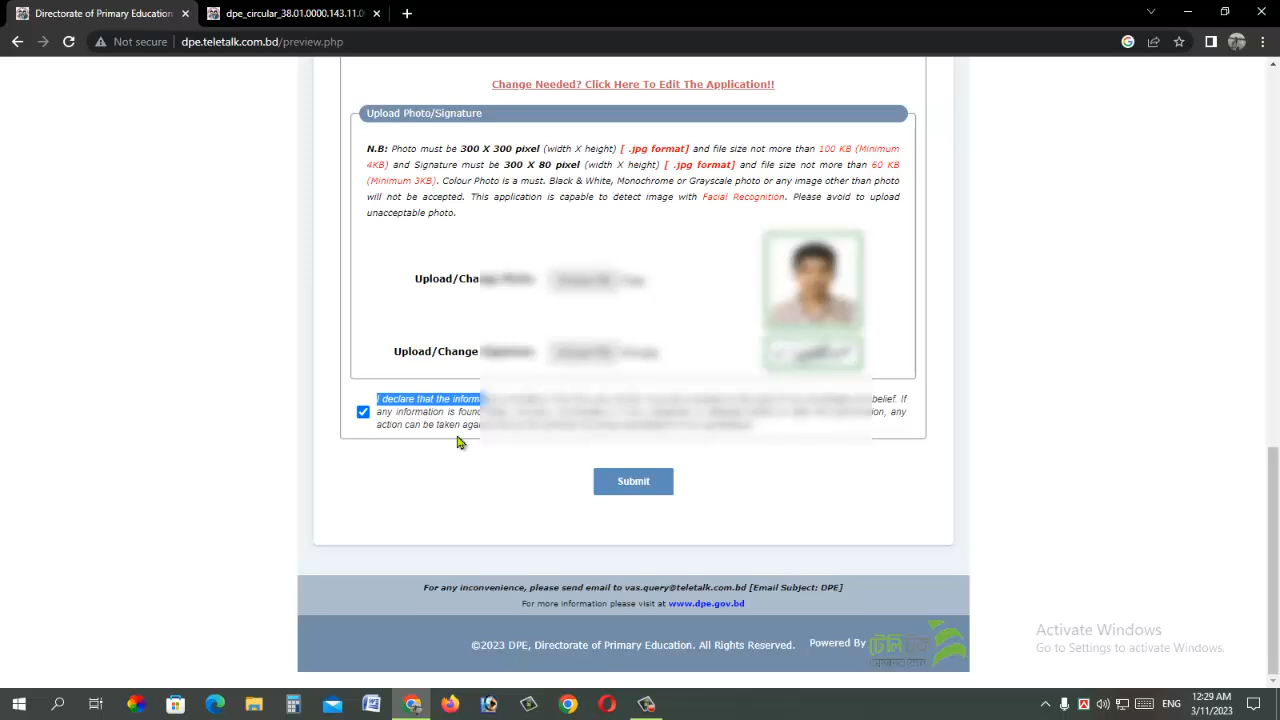 Directorate of Primary Education
dpe_circular_38.01.0000.143.11.0
Not secure
dpe.teletalk.com.bd/preview.php
Change Needed? Click Here To Edit The Application!!
Upload Photo/Signature
N.B: Photo must be 300 X 300 pixel (width X height) [ .jpg format] and file size not more than 100 KB (Minimum
4KB) and Signature must be 300 X 80 pixel (width X height) [ .jpg format] and file size not more than 60 KB
(Minimum 3KB). Colour Photo is a must. Black & White, Monochrome or Grayscale photo or any image other than photo
will not be accepted. This application is capable to detect image with Facial Recognition. Please avoid to upload
unacceptable photo.
Upload/Change
Upload/Change
I declare that the belief. If
any information is found any
action can be taken
Submit
For any inconvenience, please send email to vas.query@teletalk.com.bd [Email Subject: DPE]
For more information please visit at www.dpe.gov.bd
©2023 DPE, Directorate of Primary Education. All Rights Reserved.
Powered By
Activate Windows
Go to Settings to activate Windows.
12:29 AM
3/11/2023